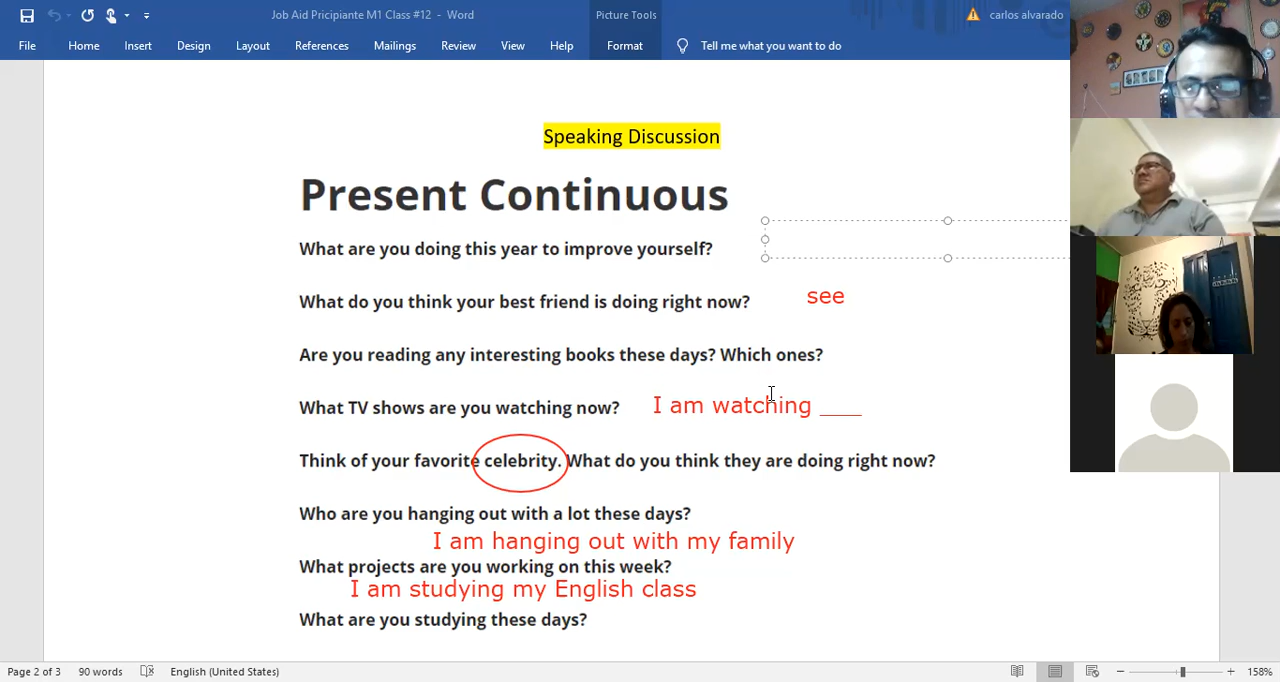 Job Aid Pricipiante M1 Class #12 - Word
Picture Tools
carlos alvarado
File Home Insert Design Layout References Mailings Review View Help Format Tell me what you want to do
Speaking Discussion
Present Continuous
What are you doing this year to improve yourself?
What do you think your best friend is doing right now? see
Are you reading any interesting books these days? Which ones?
What TV shows are you watching now? I am watching ___
Think of your favorite celebrity. What do you think they are doing right now?
Who are you hanging out with a lot these days?
I am hanging out with my family
What projects are you working on this week?
I am studying my English class
What are you studying these days?
Page 2 of 3 90 words English (United States) 158%